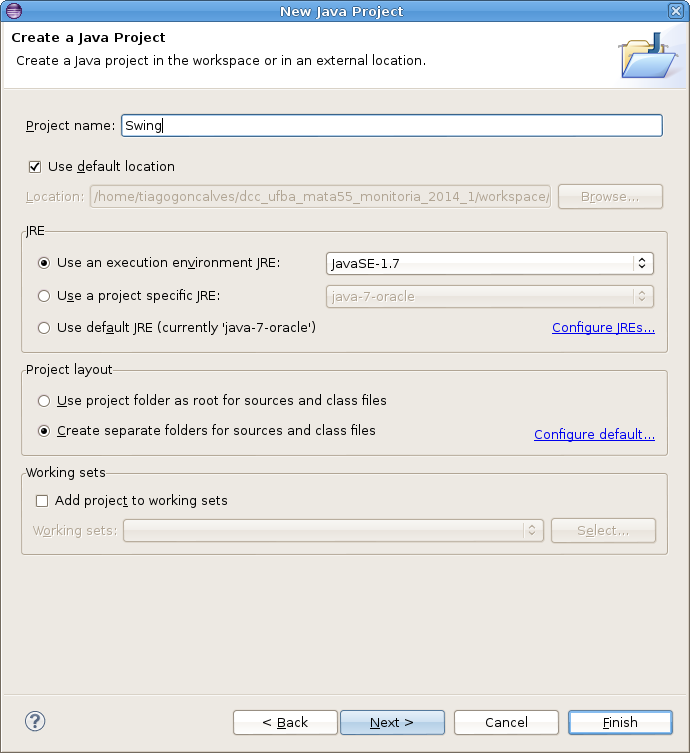 New Java Project
Create a Java Project
Create a Java project in the workspace or in an external location.
Project name: Swing
Use default location
Location: /home/tiagogoncalves/dcc_ufba_mata55_monitoria_2014_1/workspace/ Browse...
JRE
Use an execution environment JRE: JavaSE-1.7
Use a project specific JRE: java-7-oracle
Use default JRE (currently 'java-7-oracle') Configure JREs...
Project layout
Use project folder as root for sources and class files
Create separate folders for sources and class files Configure default...
Working sets
Add project to working sets
Working sets: Select...
? < Back Next > Cancel Finish